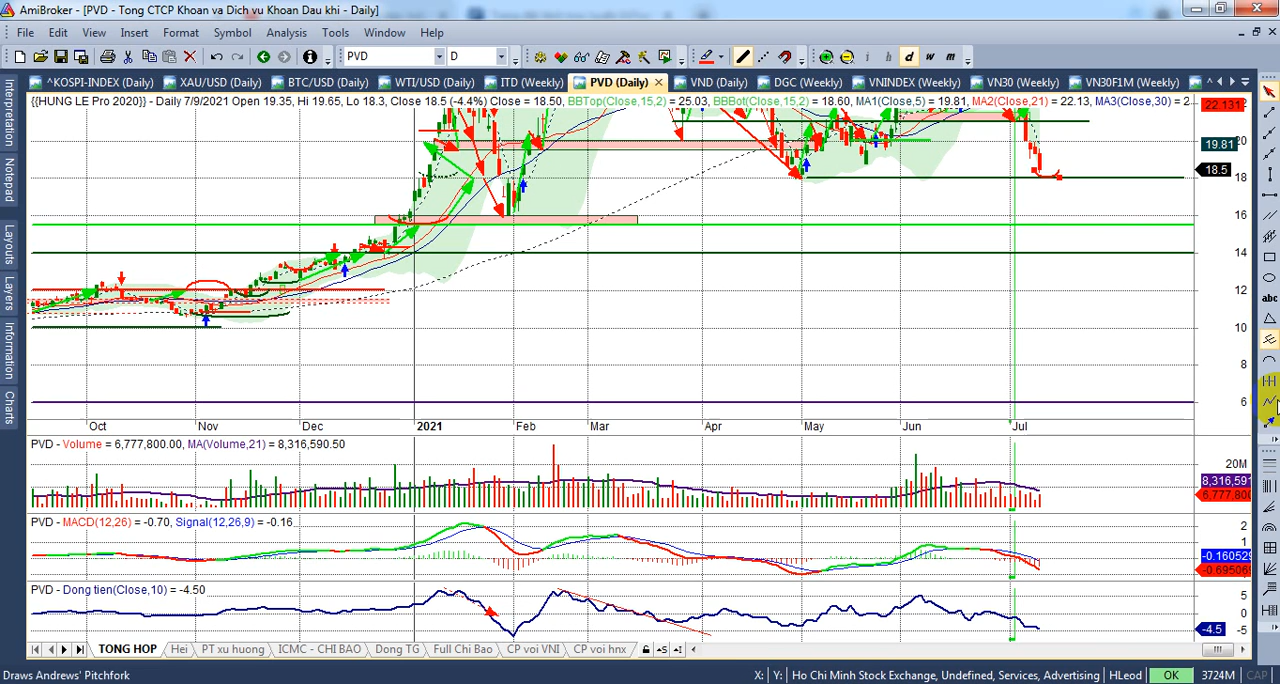 AmiBroker - [PVD - Tong CTCP Khoan va Dich vu Khoan Dau khi - Daily]
File Edit View Insert Format Symbol Analysis Tools Window Help
PVD D i d w m
^KOSPI-INDEX (Daily) XAU/USD (Daily) BTC/USD (Daily) WTI/USD (Daily) ITD (Weekly) PVD (Daily) VND (Daily) DGC (Weekly) VNINDEX (Weekly) VN30 (Weekly) VN30F1M (Weekly)
{{HUNG LE Pro 2020}} - Daily 7/9/2021 Open 19.35, Hi 19.65, Lo 18.3, Close 18.5 (-4.4%) Close = 18.50, BBTop(Close,15,2) = 25.03, BBBot(Close,15,2) = 18.60, MA1(Close,5) = 19.81, MA2(Close,21) = 22.13, MA3(Close,30) = 2
22.131
20
19.81
18.5
18
16
14
12
10
8
6
Interpretation
Notepad
Layouts
Layers
Information
Charts
abc
Oct Nov Dec 2021 Feb Mar Apr May Jun Jul
PVD - Volume = 6,777,800.00, MA(Volume,21) = 8,316,590.50
20M
8,316,591
6,777,800
PVD - MACD(12,26) = -0.70, Signal(12,26,9) = -0.16
2
1
-0.160529
-0.695069
PVD - Dong tien(Close,10) = -4.50
5
0
-4.5
-5
TONG HOP Hei PT xu huong ICMC - CHI BAO Dong TG Full Chi Bao CP voi VNI CP voi hnx
Draws Andrews' Pitchfork X: Y: Ho Chi Minh Stock Exchange, Undefined, Services, Advertising HLeod OK 3724M CAP